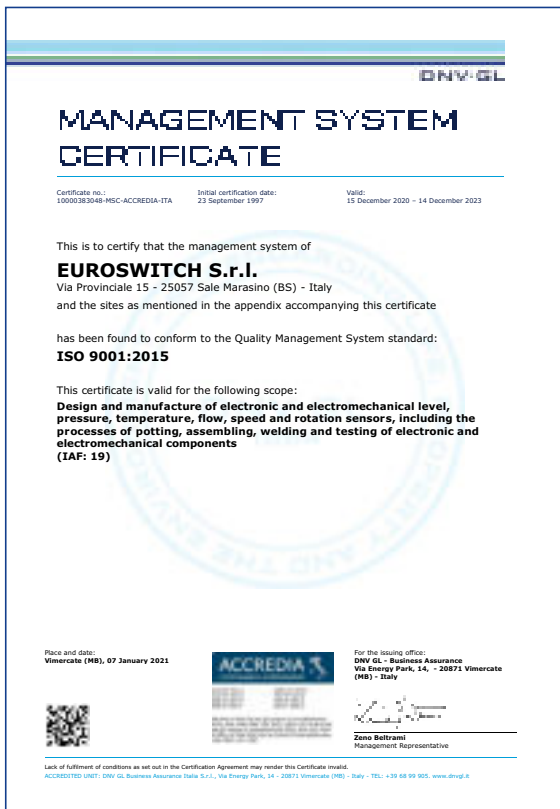 DNV·GL
MANAGEMENT SYSTEM
CERTIFICATE
Certificate no.:
10000383048-MSC-ACCREDIA-ITA
Initial certification date:
23 September 1997
Valid:
15 December 2020 – 14 December 2023
This is to certify that the management system of
EUROSWITCH S.r.l.
Via Provinciale 15 - 25057 Sale Marasino (BS) - Italy
and the sites as mentioned in the appendix accompanying this certificate
has been found to conform to the Quality Management System standard:
ISO 9001:2015
This certificate is valid for the following scope:
Design and manufacture of electronic and electromechanical level,
pressure, temperature, flow, speed and rotation sensors, including the
processes of potting, assembling, welding and testing of electronic and
electromechanical components
(IAF: 19)
Place and date:
Vimercate (MB), 07 January 2021
ACCREDIA
For the issuing office:
DNV GL - Business Assurance
Via Energy Park, 14, - 20871 Vimercate
(MB) - Italy
Zeno Beltrami
Management Representative
Lack of fulfilment of conditions as set out in the Certification Agreement may render this Certificate invalid.
ACCREDITED UNIT: DNV GL Business Assurance Italia S.r.l., Via Energy Park, 14 - 20871 Vimercate (MB) - Italy - TEL: +39 68 99 905. www.dnvgl.it